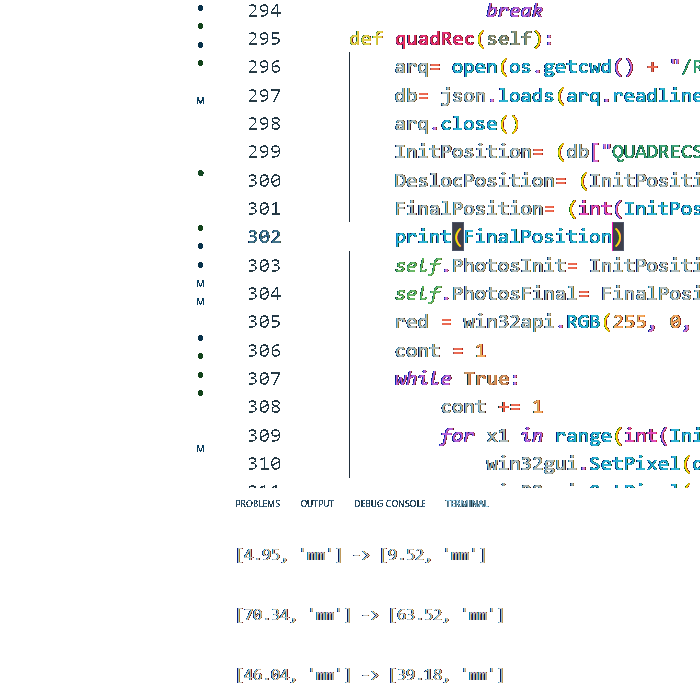 294 break
295 def quadRec(self):
296 arq= open(os.getcwd() + "/R
297 db= json.loads(arq.readline
298 arq.close()
299 InitPosition= (db["QUADRECS
300 DeslocPosition= (InitPositi
301 FinalPosition= (int(InitPos
302 print(FinalPosition)
303 self.PhotosInit= InitPositi
304 self.PhotosFinal= FinalPosi
305 red = win32api.RGB(255, 0,
306 cont = 1
307 while True:
308 cont += 1
309 for x1 in range(int(Ini
310 win32gui.SetPixel(d
PROBLEMS OUTPUT DEBUG CONSOLE TERMINAL
[4.95, 'mm'] -> [9.52, 'mm']
[70.34, 'mm'] -> [63.52, 'mm']
[46.04, 'mm'] -> [39.18, 'mm']